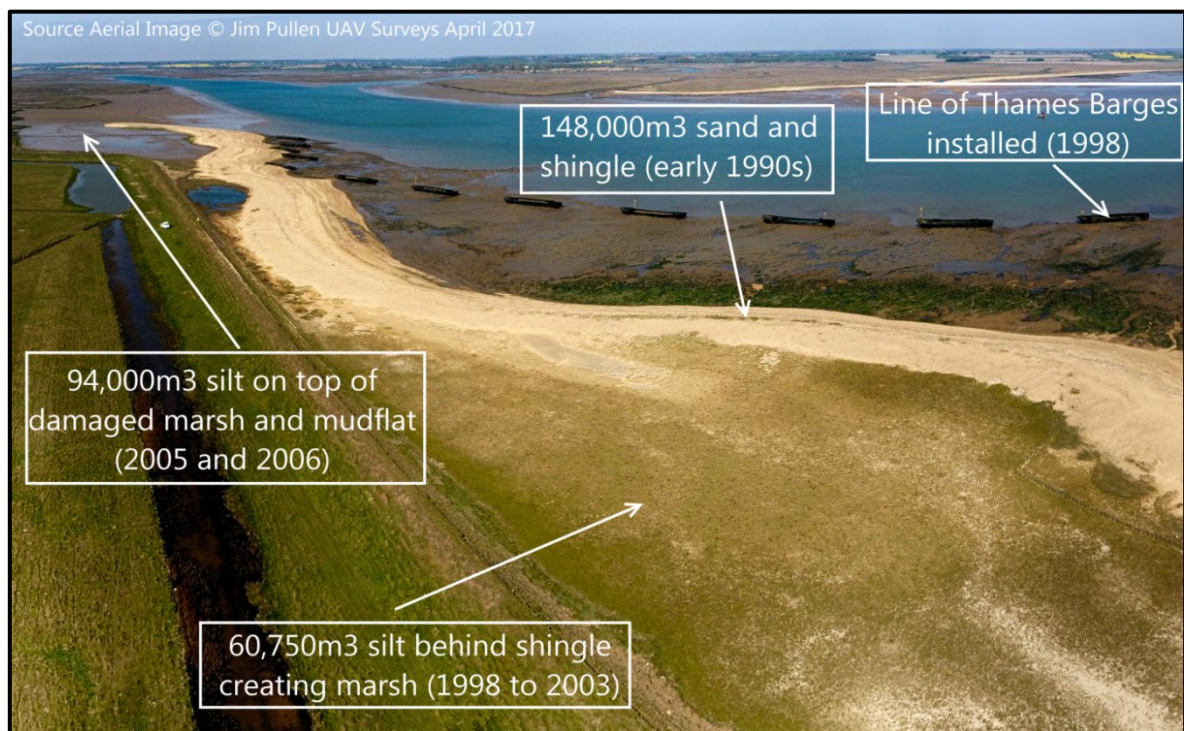 Source Aerial Image © Jim Pullen UAV Surveys April 2017
148,000m3 sand and
shingle (early 1990s)
Line of Thames Barges
installed (1998)
94,000m3 silt on top of
damaged marsh and mudflat
(2005 and 2006)
60,750m3 silt behind shingle
creating marsh (1998 to 2003)